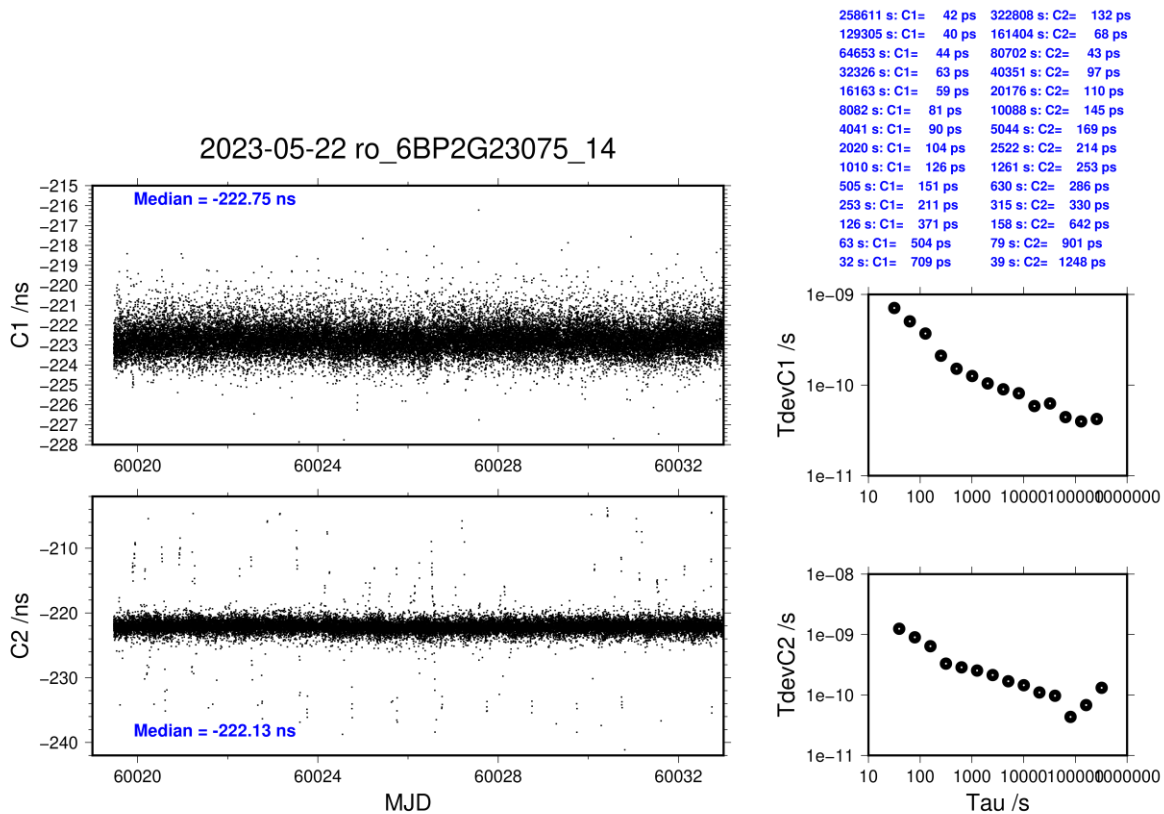 258611 s: C1= 42 ps 322808 s: C2= 132 ps
129305 s: C1= 40 ps 161404 s: C2= 68 ps
64653 s: C1= 44 ps 80702 s: C2= 43 ps
32326 s: C1= 63 ps 40351 s: C2= 97 ps
16163 s: C1= 59 ps 20176 s: C2= 110 ps
8082 s: C1= 81 ps 10088 s: C2= 145 ps
4041 s: C1= 90 ps 5044 s: C2= 169 ps
2020 s: C1= 104 ps 2522 s: C2= 214 ps
1010 s: C1= 126 ps 1261 s: C2= 253 ps
505 s: C1= 151 ps 630 s: C2= 286 ps
253 s: C1= 211 ps 315 s: C2= 330 ps
126 s: C1= 371 ps 158 s: C2= 642 ps
63 s: C1= 504 ps 79 s: C2= 901 ps
32 s: C1= 709 ps 39 s: C2= 1248 ps
2023-05-22 ro_6BP2G23075_14
Median = -222.75 ns
C1 /ns
−215
−216
−217
−218
−219
−220
−221
−222
−223
−224
−225
−226
−227
−228
60020 60024 60028 60032
TdevC1 /s
1e−09
1e−10
1e−11
10 100 1000 10000 100000 1000000
C2 /ns
−210
−220
−230
−240
Median = -222.13 ns
60020 60024 60028 60032
MJD
TdevC2 /s
1e−08
1e−09
1e−10
1e−11
10 100 1000 10000 100000 1000000
Tau /s